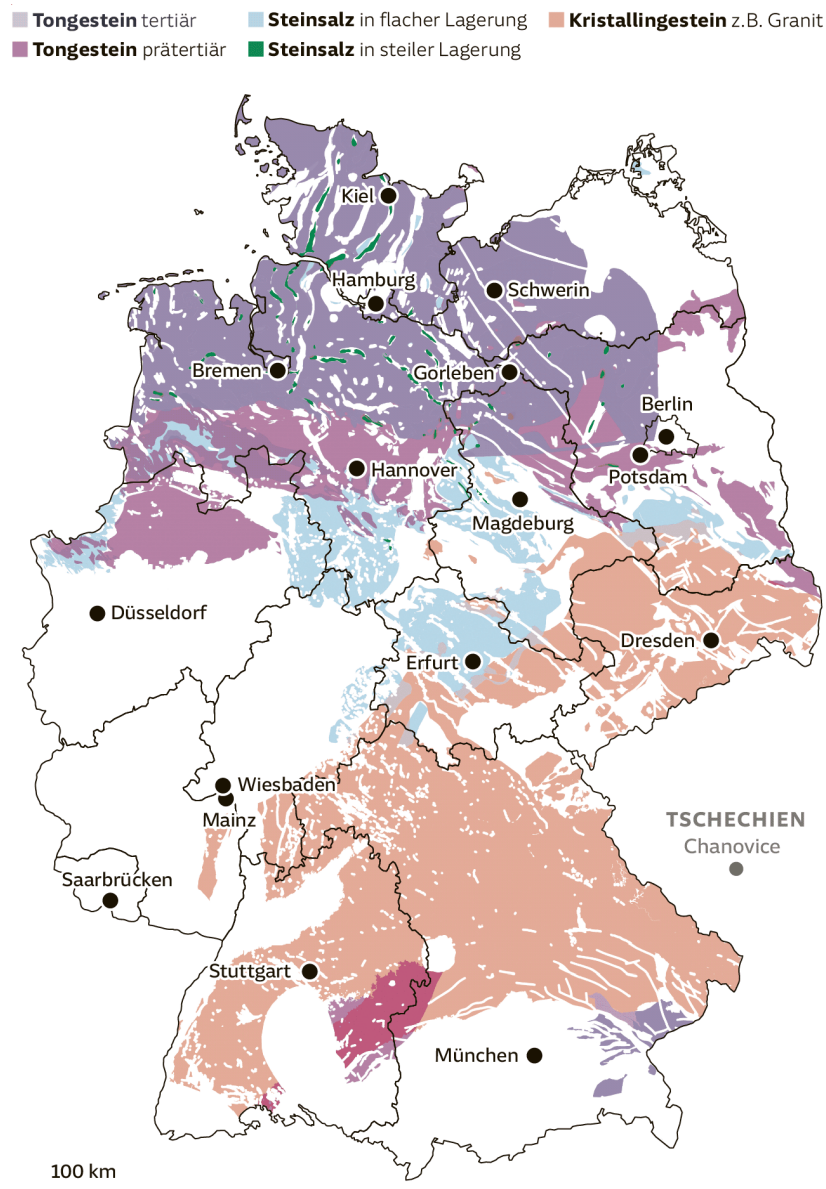 Tongestein tertiär
Steinsalz in flacher Lagerung
Kristallingestein z.B. Granit
Tongestein prätertiär
Steinsalz in steiler Lagerung
Kiel
Hamburg
Schwerin
Bremen
Gorleben
Berlin
Hannover
Potsdam
Magdeburg
Düsseldorf
Dresden
Erfurt
Wiesbaden
Mainz
TSCHECHIEN
Chanovice
Saarbrücken
Stuttgart
München
100 km